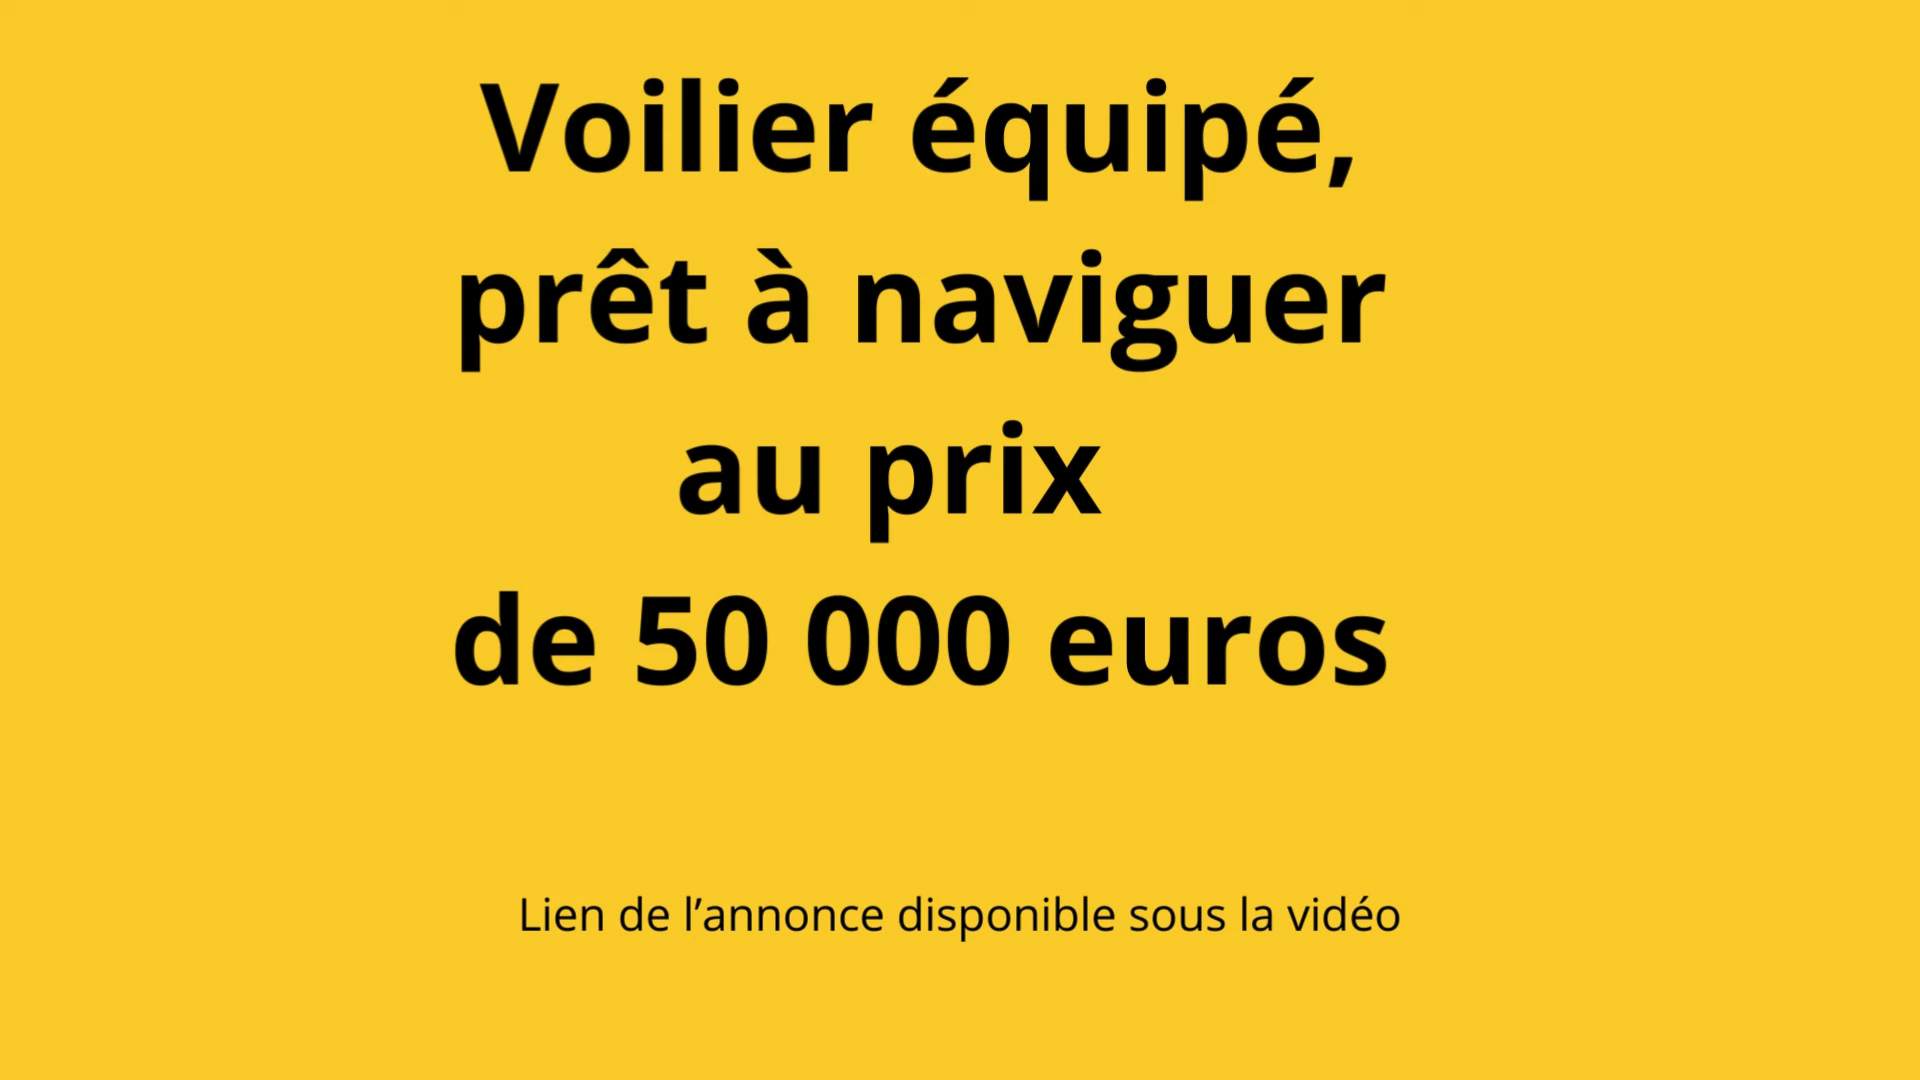 Voilier équipé,
prêt à naviguer
au prix
de 50 000 euros
Lien de l’annonce disponible sous la vidéo